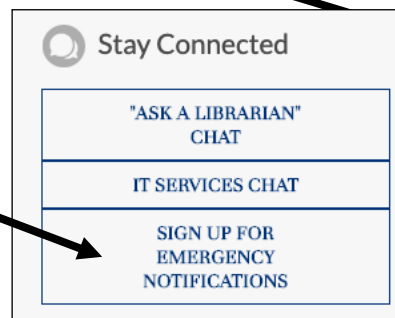 Stay Connected
"ASK A LIBRARIAN"
CHAT
IT SERVICES CHAT
SIGN UP FOR
EMERGENCY
NOTIFICATIONS